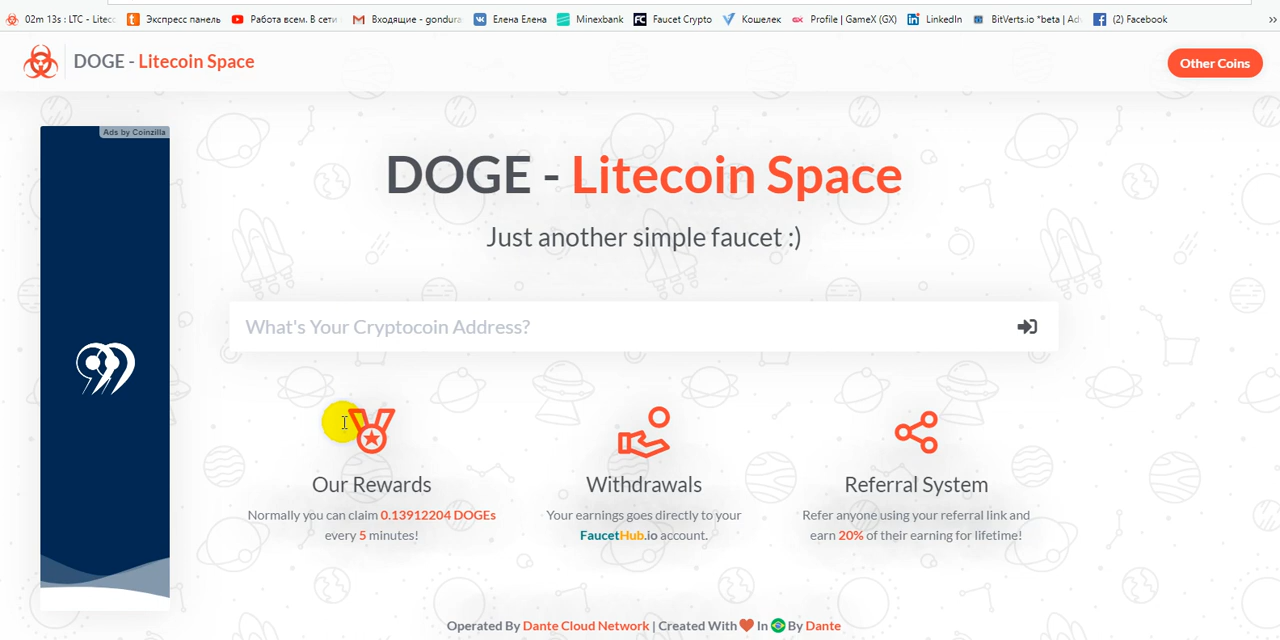 02m 13s : LTC - Litec Экспресс панель Работа всем. В сети Входящие - gondura Елена Елена Minexbank FC Faucet Crypto Кошелек GX Profile | GameX (GX) in LinkedIn BitVerts.io *beta | Ad f (2) Facebook »
DOGE - Litecoin Space
Other Coins
Ads by Coinzilla
DOGE - Litecoin Space
Just another simple faucet :)
What's Your Cryptocoin Address?
Our Rewards
Normally you can claim 0.13912204 DOGEs
every 5 minutes!
Withdrawals
Your earnings goes directly to your
FaucetHub.io account.
Referral System
Refer anyone using your referral link and
earn 20% of their earning for lifetime!
Operated By Dante Cloud Network | Created With In By Dante